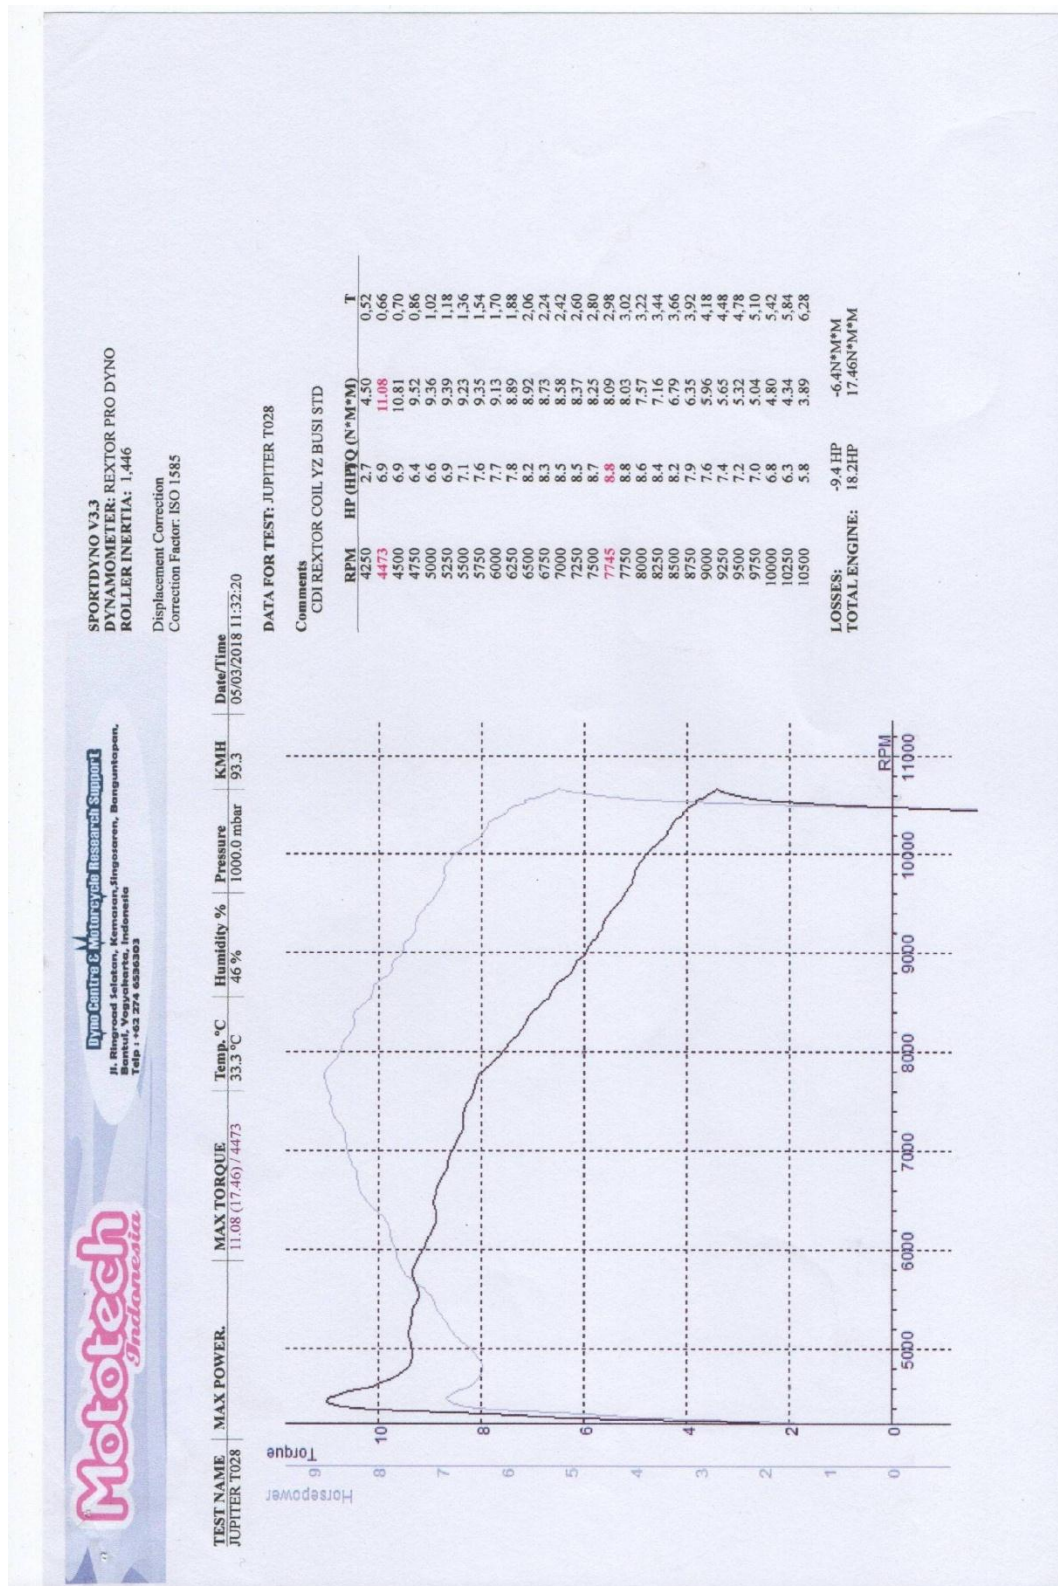 Mototech
Indonesia
Dyno Centre & Motorcycle Research Support
Jl. Ringroad Selatan, Kemasan,Singosaren, Banguntapan,
Bantul, Yogyakarta, Indonesia
Telp : +62 274 6536303
SPORTDYNO V3.3
DYNAMOMETER: REXTOR PRO DYNO
ROLLER INERTIA: 1,446
Displacement Correction
Correction Factor: ISO 1585
TEST NAME MAX POWER. MAX TORQUE Temp. °C Humidity % Pressure KMH Date/Time
JUPITER T028 11.08 (17.46) / 4473 33.3 °C 46 % 1000.0 mbar 93.3 05/03/2018 11:32:20
Horsepower
Torque
9
8
7
6
5
4
3
2
1
0
10
8
6
4
2
5000 6000 7000 8000 9000 10000 11000
RPM
DATA FOR TEST: JUPITER T028
Comments
CDI REXTOR COIL YZ BUSI STD
RPM HP (HP) TQ (N*M*M) T
4250 2.7 4.50 0,52
4473 6.9 11.08 0,66
4500 6.9 10.81 0,70
4750 6.4 9.52 0,86
5000 6.6 9.36 1,02
5250 6.9 9.39 1,18
5500 7.1 9.23 1,36
5750 7.6 9.35 1,54
6000 7.7 9.13 1,70
6250 7.8 8.89 1,88
6500 8.2 8.92 2,06
6750 8.3 8.73 2,24
7000 8.5 8.58 2,42
7250 8.5 8.37 2,60
7500 8.7 8.25 2,80
7745 8.8 8.09 2,98
7750 8.8 8.03 3,02
8000 8.6 7.57 3,22
8250 8.4 7.16 3,44
8500 8.2 6.79 3,66
8750 7.9 6.35 3,92
9000 7.6 5.96 4,18
9250 7.4 5.65 4,48
9500 7.2 5.32 4,78
9750 7.0 5.04 5,10
10000 6.8 4.80 5,42
10250 6.3 4.34 5,84
10500 5.8 3.89 6,28
LOSSES: -9.4 HP -6.4N*M*M
TOTAL ENGINE: 18.2HP 17.46N*M*M